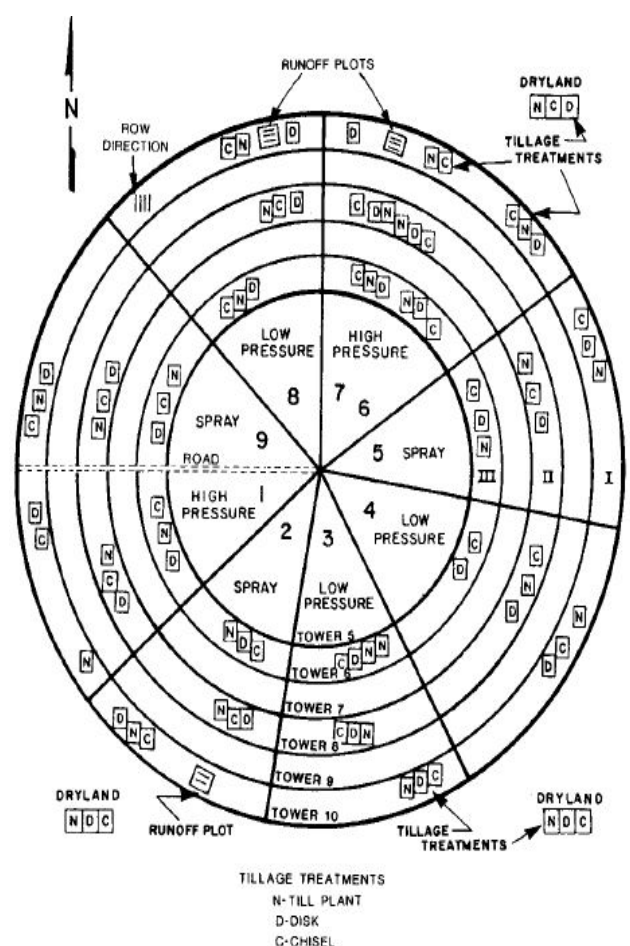 RUNOFF PLOTS
DRYLAND
N C D
N
ROW
DIRECTION
TILLAGE
TREATMENTS
C N D
D N C
N C D
C D N N D C
C N D
C N D
C N D N D C
C D N
LOW
PRESSURE
HIGH
PRESSURE
8
7
6
D N C
D C N
N C D
N C D
C D N
SPRAY
9
5
SPRAY
III
II
I
ROAD
HIGH
PRESSURE
1
2
3
4
LOW
PRESSURE
D C
C N D
C D
N C D
C N D
N C D
SPRAY
LOW
PRESSURE
N
N D C
TOWER 5
C D N N
TOWER 6
TOWER 7
N C D
C D N
TOWER 8
D N C
TOWER 9
N D C
TOWER 10
DRYLAND
N D C
RUNOFF PLOT
TILLAGE
TREATMENTS
DRYLAND
N D C
TILLAGE TREATMENTS
N-TILL PLANT
D-DISK
C-CHISEL